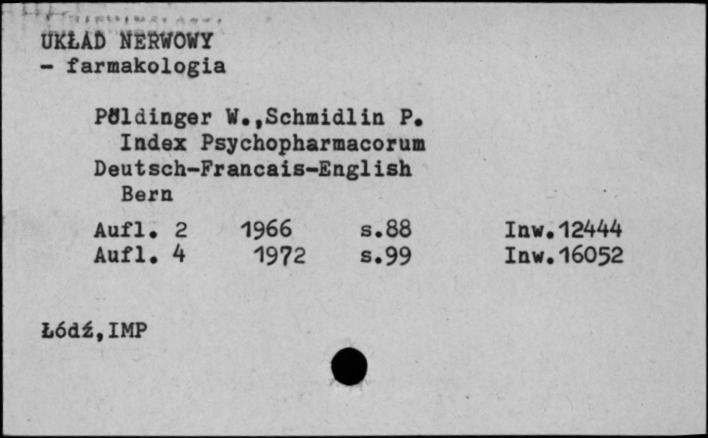 UKŁAD NERWOWY
- farmakologia
Pöldinger W.,Schmidlin P.
Index Psychopharmacorum
Deutsch-Francais-English
Bern
Aufl. 2 1966 s.88 Inw.12444
Aufl. 4 1972 s.99 Inw.16052
Łódź,IMP